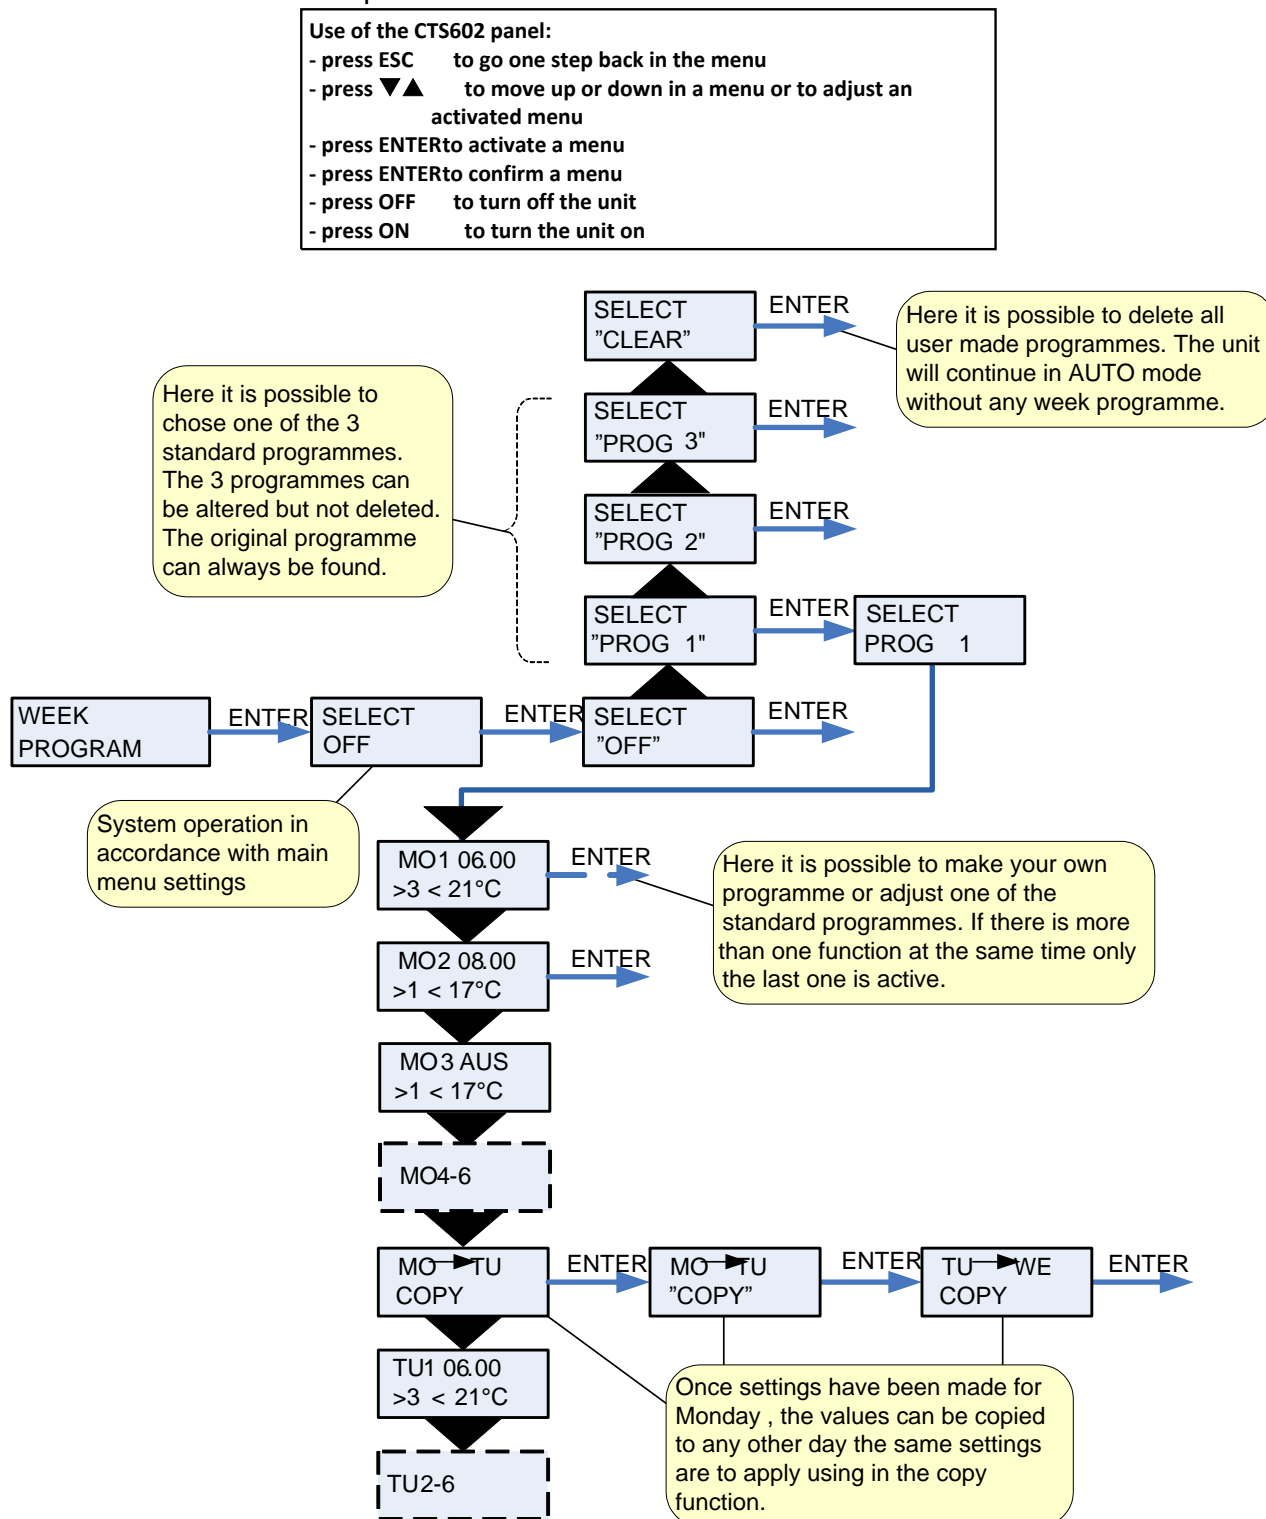 Use of the CTS602 panel:
- press ESC to go one step back in the menu
- press ▼▲ to move up or down in a menu or to adjust an
activated menu
- press ENTERto activate a menu
- press ENTERto confirm a menu
- press OFF to turn off the unit
- press ON to turn the unit on
SELECT
"CLEAR"
ENTER
Here it is possible to delete all
user made programmes. The unit
will continue in AUTO mode
without any week programme.
Here it is possible to
chose one of the 3
standard programmes.
The 3 programmes can
be altered but not deleted.
The original programme
can always be found.
SELECT
"PROG 3"
ENTER
SELECT
"PROG 2"
ENTER
SELECT
"PROG 1"
ENTER
SELECT
PROG 1
WEEK
PROGRAM
ENTER
SELECT
OFF
ENTER
SELECT
"OFF"
ENTER
System operation in
accordance with main
menu settings
MO1 06.00
>3 < 21°C
ENTER
Here it is possible to make your own
programme or adjust one of the
standard programmes. If there is more
than one function at the same time only
the last one is active.
MO2 08.00
>1 < 17°C
ENTER
MO3 AUS
>1 < 17°C
MO4-6
MO→TU
COPY
ENTER
MO→TU
"COPY"
ENTER
TU→WE
COPY
ENTER
TU1 06.00
>3 < 21°C
Once settings have been made for
Monday , the values can be copied
to any other day the same settings
are to apply using in the copy
function.
TU2-6